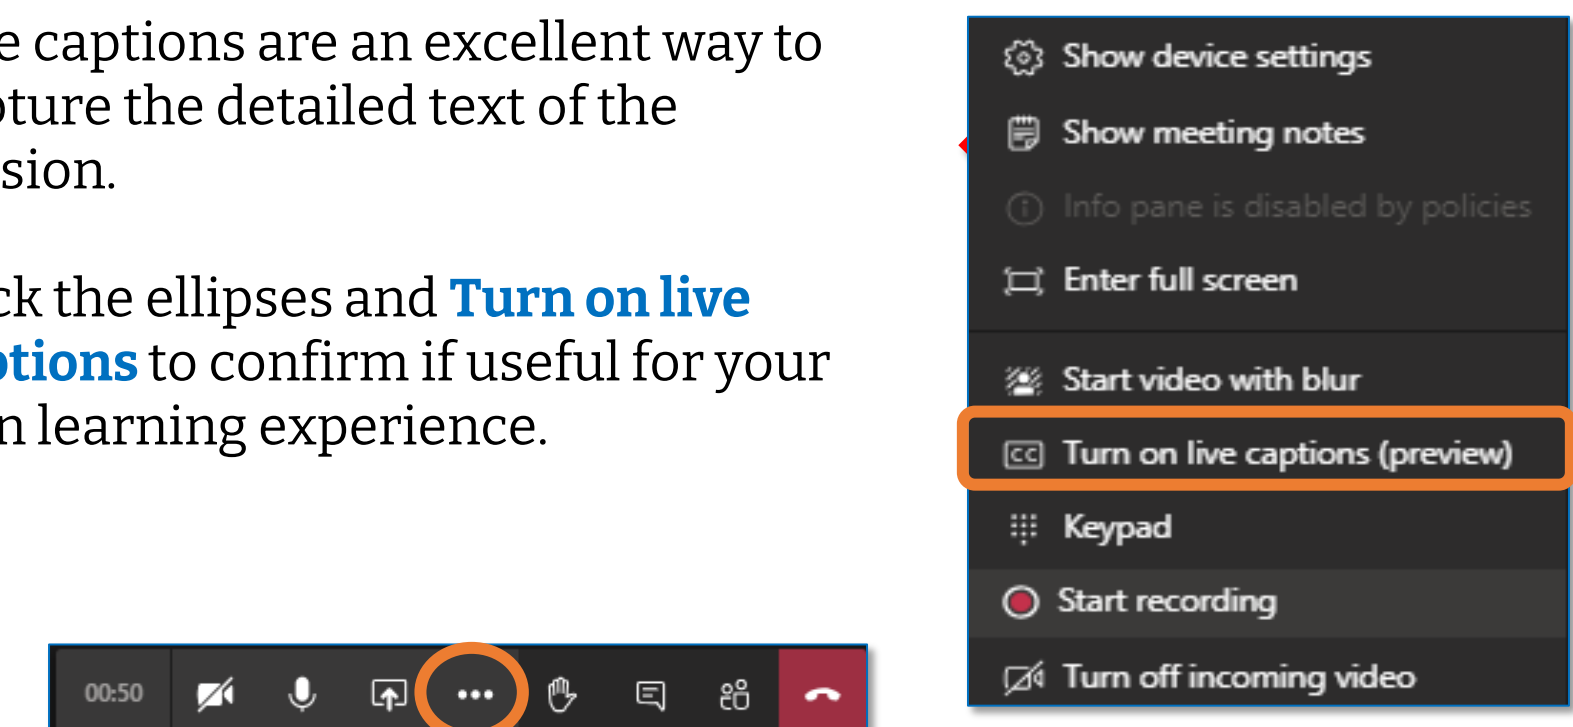 e captions are an excellent way to
pture the detailed text of the
sion.
ck the ellipses and Turn on live
ptions to confirm if useful for your
n learning experience.
Show device settings
Show meeting notes
Info pane is disabled by policies
Enter full screen
Start video with blur
CC Turn on live captions (preview)
Keypad
Start recording
Turn off incoming video
00:50